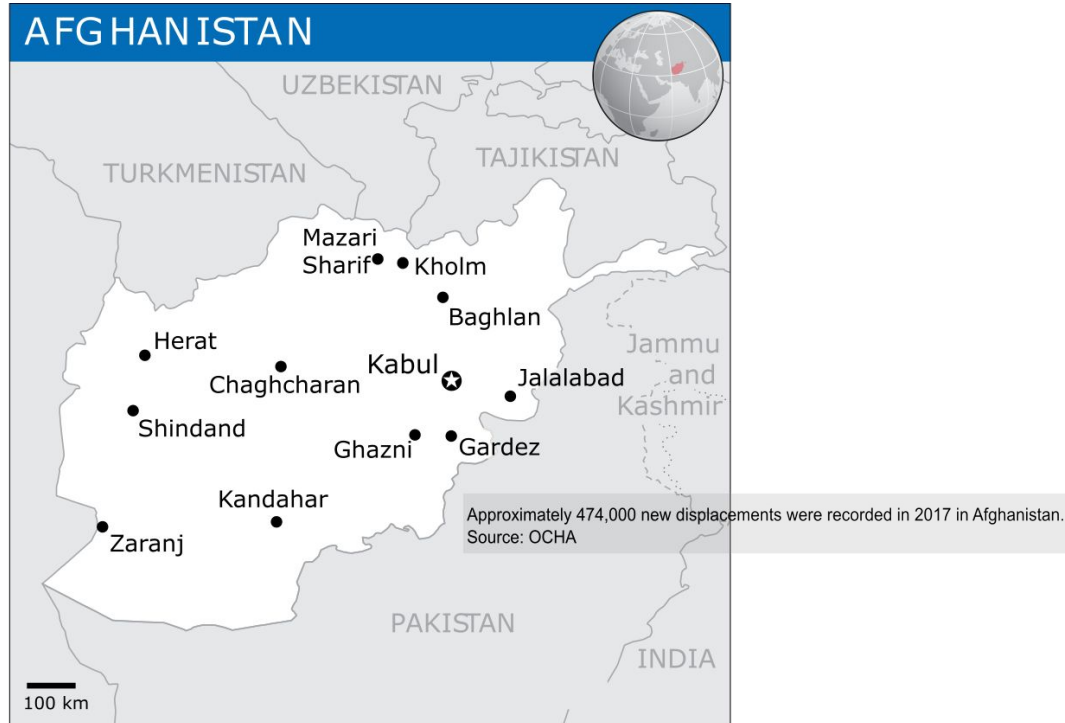 AFGHANISTAN
UZBEKISTAN
TURKMENISTAN
TAJIKISTAN
Mazari
Sharif
Kholm
Baghlan
Herat
Chaghcharan
Kabul
Jalalabad
Jammu
and
Kashmir
Shindand
Ghazni
Gardez
Kandahar
Zaranj
Approximately 474,000 new displacements were recorded in 2017 in Afghanistan.
Source: OCHA
PAKISTAN
INDIA
100 km